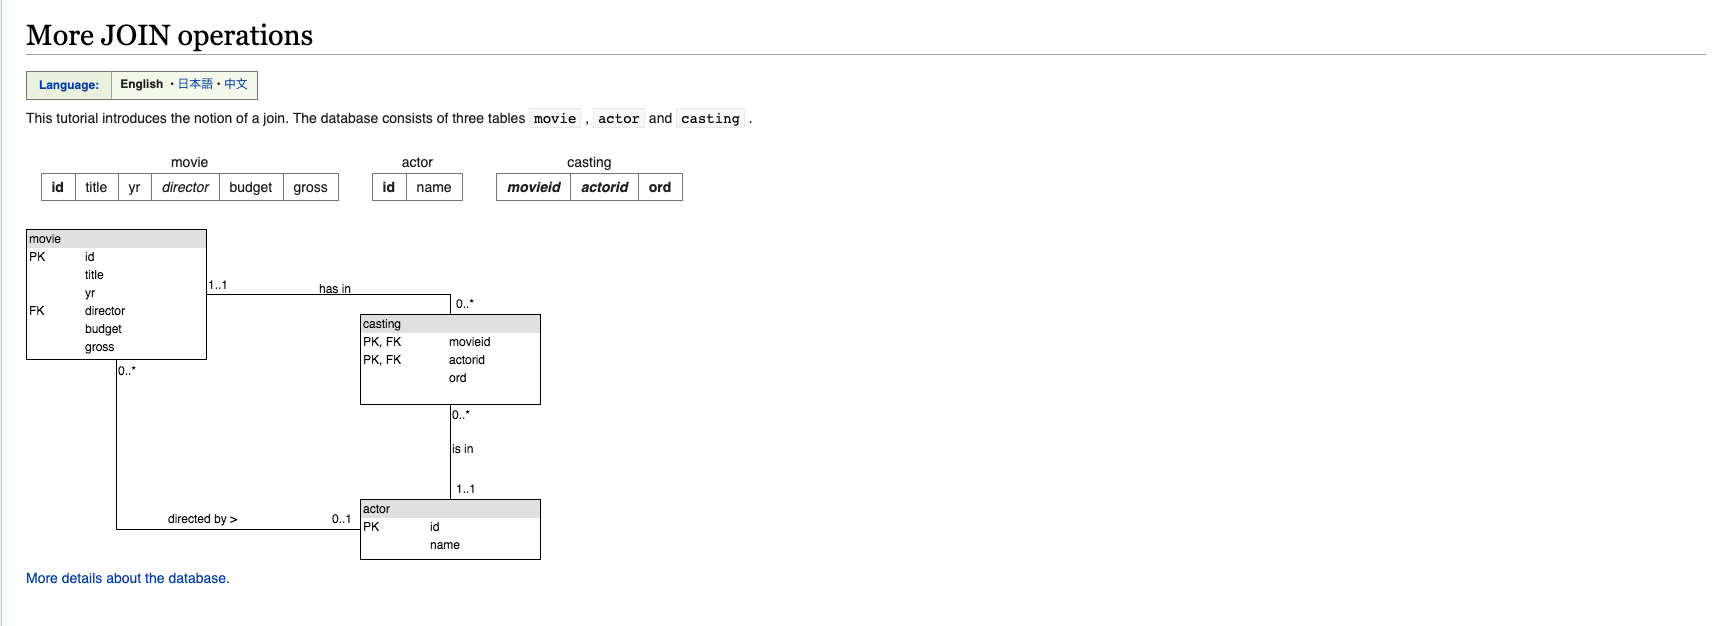 More JOIN operations
Language: English • 日本語 • 中文
This tutorial introduces the notion of a join. The database consists of three tables movie , actor and casting .
movie actor casting
id title yr director budget gross id name movieid actorid ord
movie
PK id
title
yr
FK director
budget
gross
1..1 has in
0..*
casting
PK, FK movieid
PK, FK actorid
ord
0..*
0..*
is in
1..1
actor
PK id
name
directed by > 0..1
More details about the database.